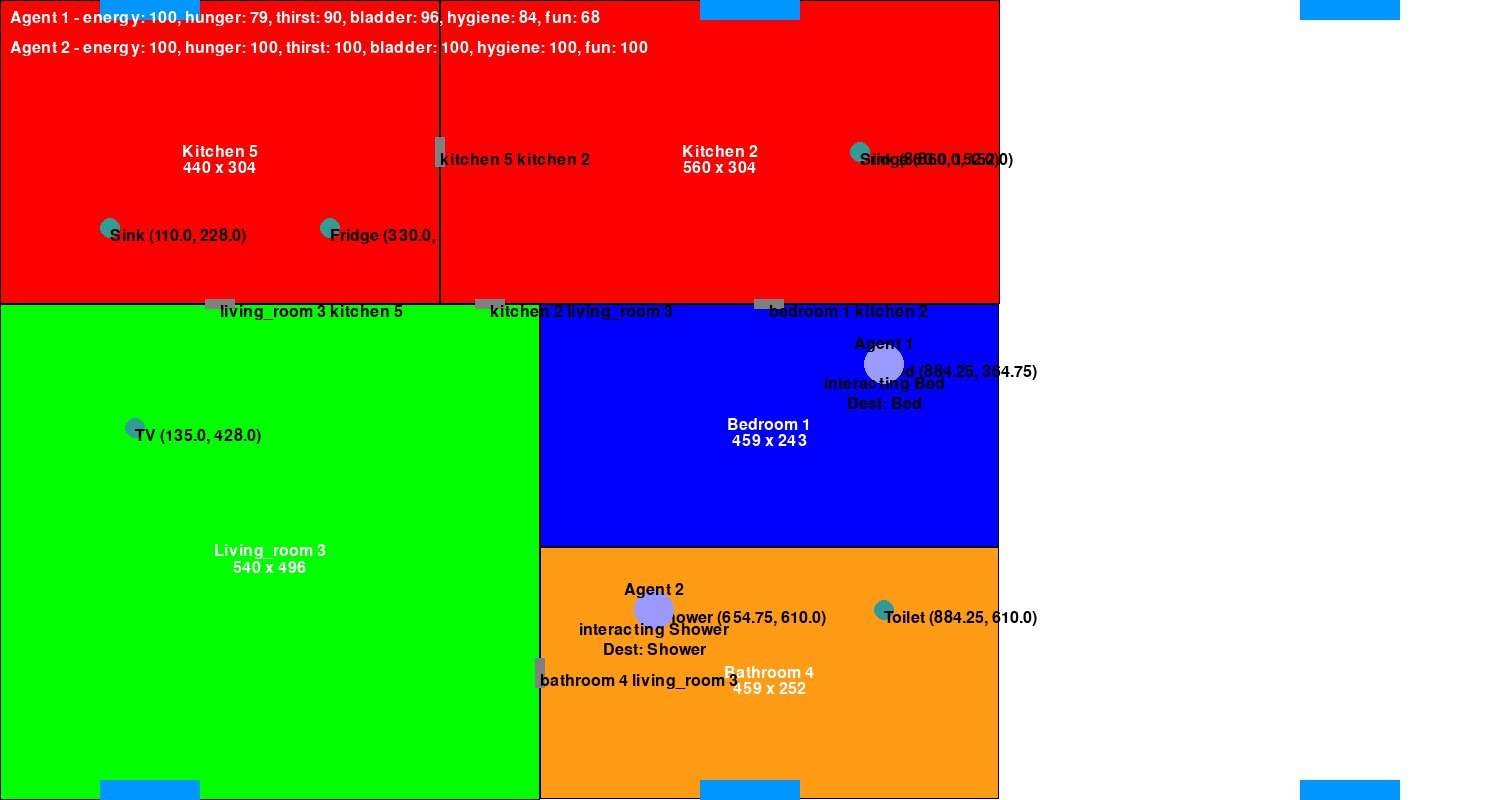 Agent 1 - energy: 100, hunger: 79, thirst: 90, bladder: 96, hygiene: 84, fun: 68
Agent 2 - energy: 100, hunger: 100, thirst: 100, bladder: 100, hygiene: 100, fun: 100
Kitchen 5
440 x 304
Kitchen 2
560 x 304
kitchen 5 kitchen 2
Sink (110.0, 228.0)
Fridge (330.0,
living_room 3 kitchen 5
kitchen 2 living_room 3
bedroom 1 kitchen 2
Agent 1
(884.25, 364.75)
interacting Bed
Dest: Bed
Bedroom 1
459 x 243
TV (135.0, 428.0)
Living_room 3
540 x 496
Agent 2
(654.75, 610.0)
Toilet (884.25, 610.0)
interacting Shower
Dest: Shower
Bathroom 4
459 x 252
bathroom 4 living_room 3